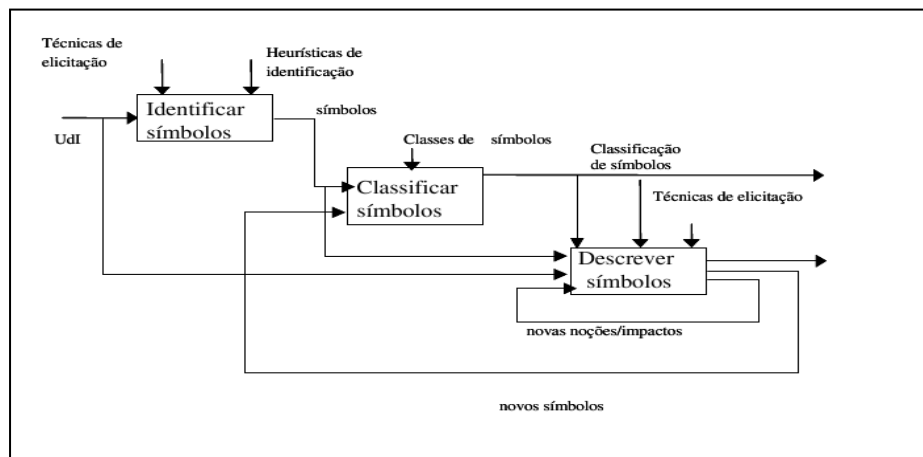 Técnicas de
elicitação
Heurísticas de
identificação
Identificar
símbolos
símbolos
UdI
Classes de símbolos
Classificação
de símbolos
Classificar
símbolos
Técnicas de elicitação
Descrever
símbolos
novas noções/impactos
novos símbolos